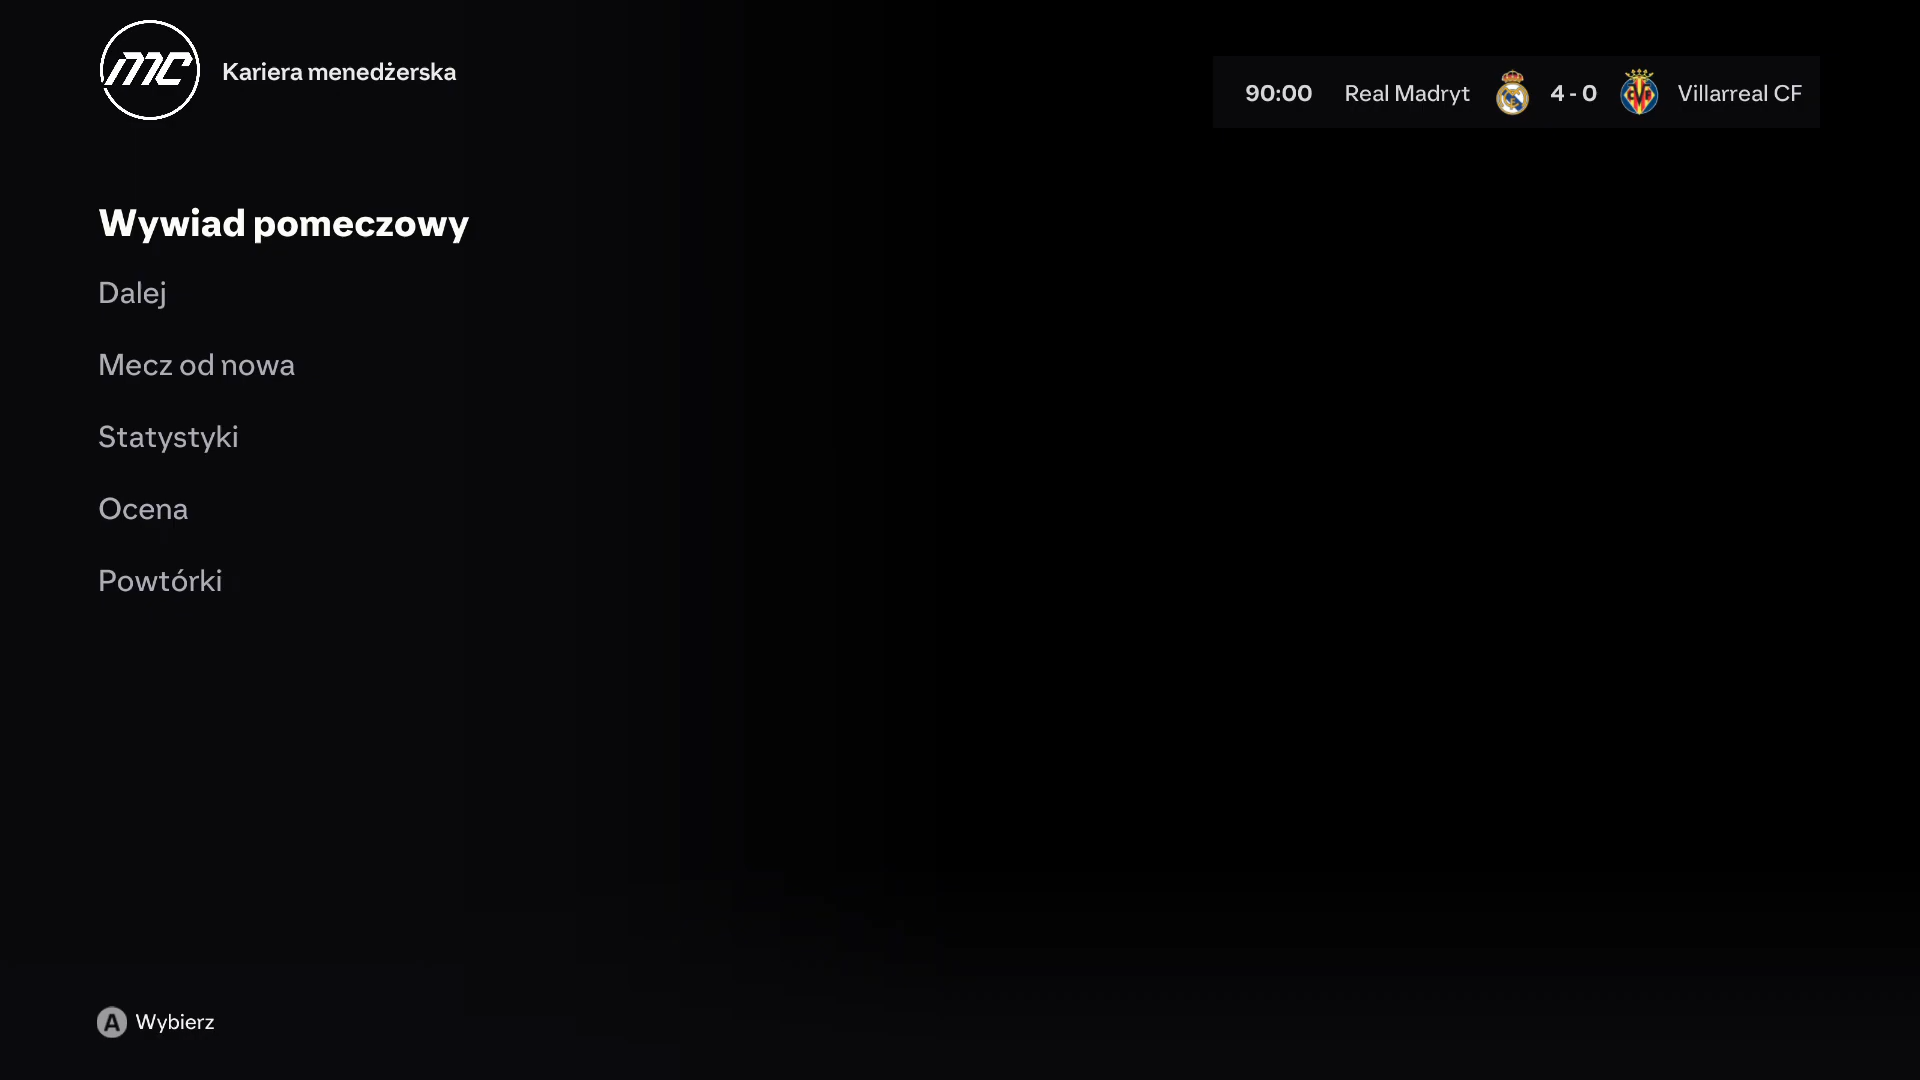 MC
Kariera menedżerska
90:00 Real Madryt 4 - 0 Villarreal CF
Wywiad pomeczowy
Dalej
Mecz od nowa
Statystyki
Ocena
Powtórki
A Wybierz